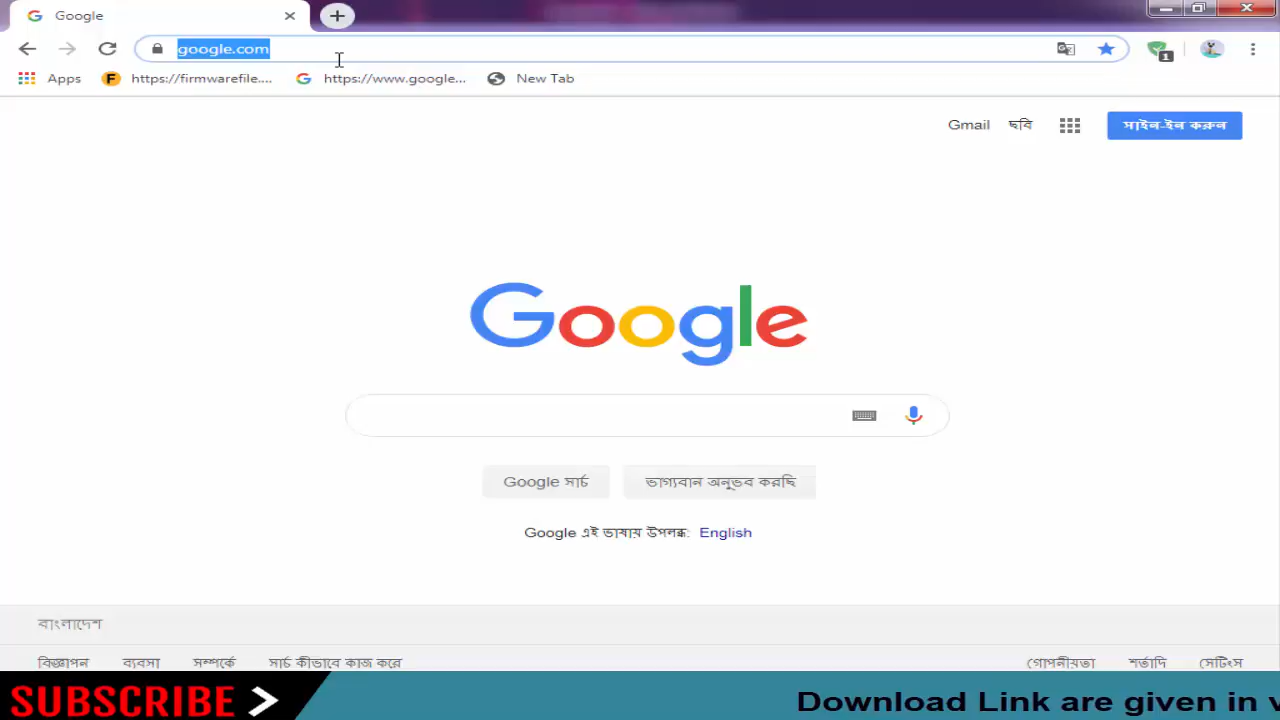 Google
google.com
Apps https://firmwarefile.... https://www.google... New Tab
1
Gmail ছবি সাইন-ইন করুন
Google
Google সার্চ ভাগ্যবান অনুভব করছি
Google এই ভাষায় উপলব্ধ: English
বাংলাদেশ
বিজ্ঞাপন ব্যবসা সম্পর্কে সার্চ কীভাবে কাজ করে গোপনীয়তা শর্তাদি সেটিংস
SUBSCRIBE Download Link are given in